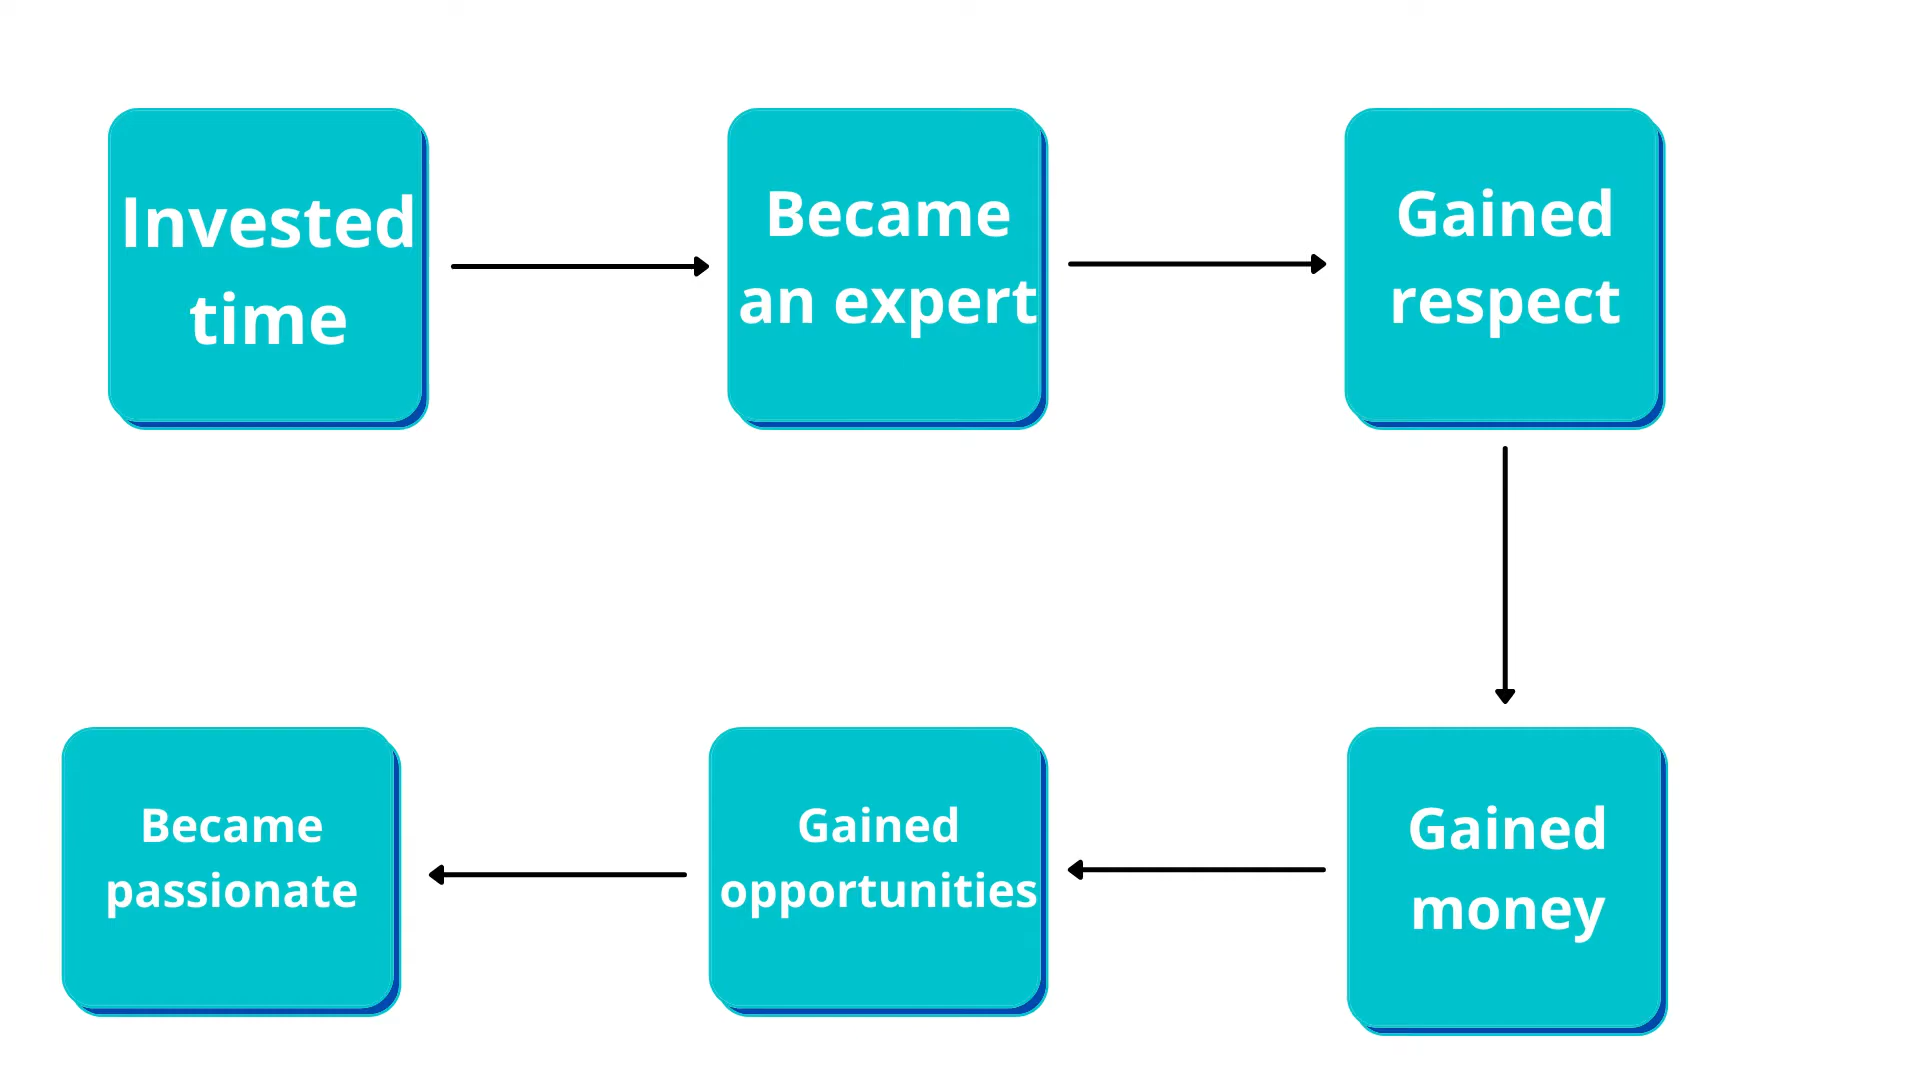 Invested
time
Became
an expert
Gained
respect
Gained
money
Gained
opportunities
Became
passionate